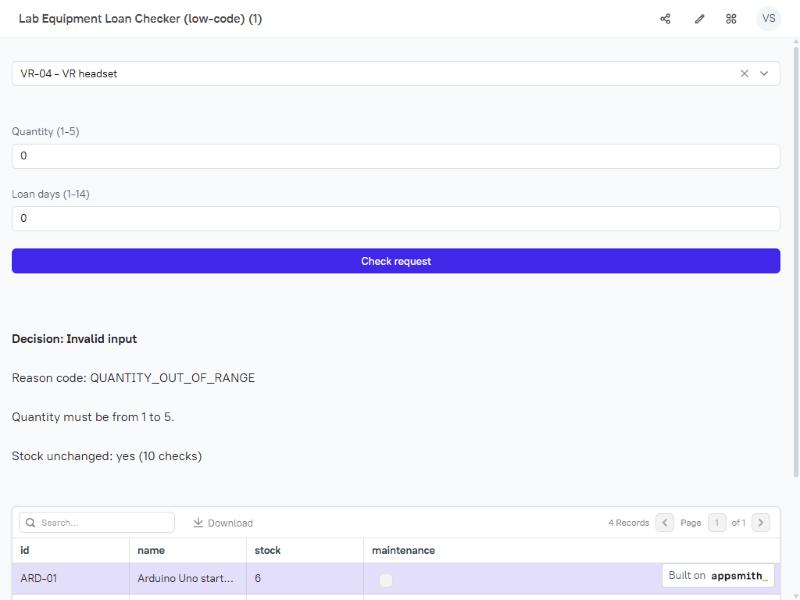 Lab Equipment Loan Checker (low-code) (1)
VS
VR-04 - VR headset
Quantity (1-5)
0
Loan days (1-14)
0
Check request
Decision: Invalid input
Reason code: QUANTITY_OUT_OF_RANGE
Quantity must be from 1 to 5.
Stock unchanged: yes (10 checks)
Search... Download 4 Records Page 1 of 1
id name stock maintenance
ARD-01 Arduino Uno start... 6
Built on appsmith_